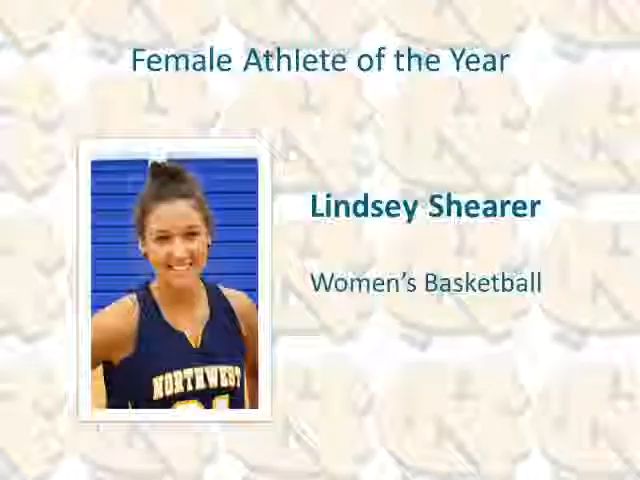 Female Athlete of the Year
Lindsey Shearer
Women's Basketball
NORTHWEST